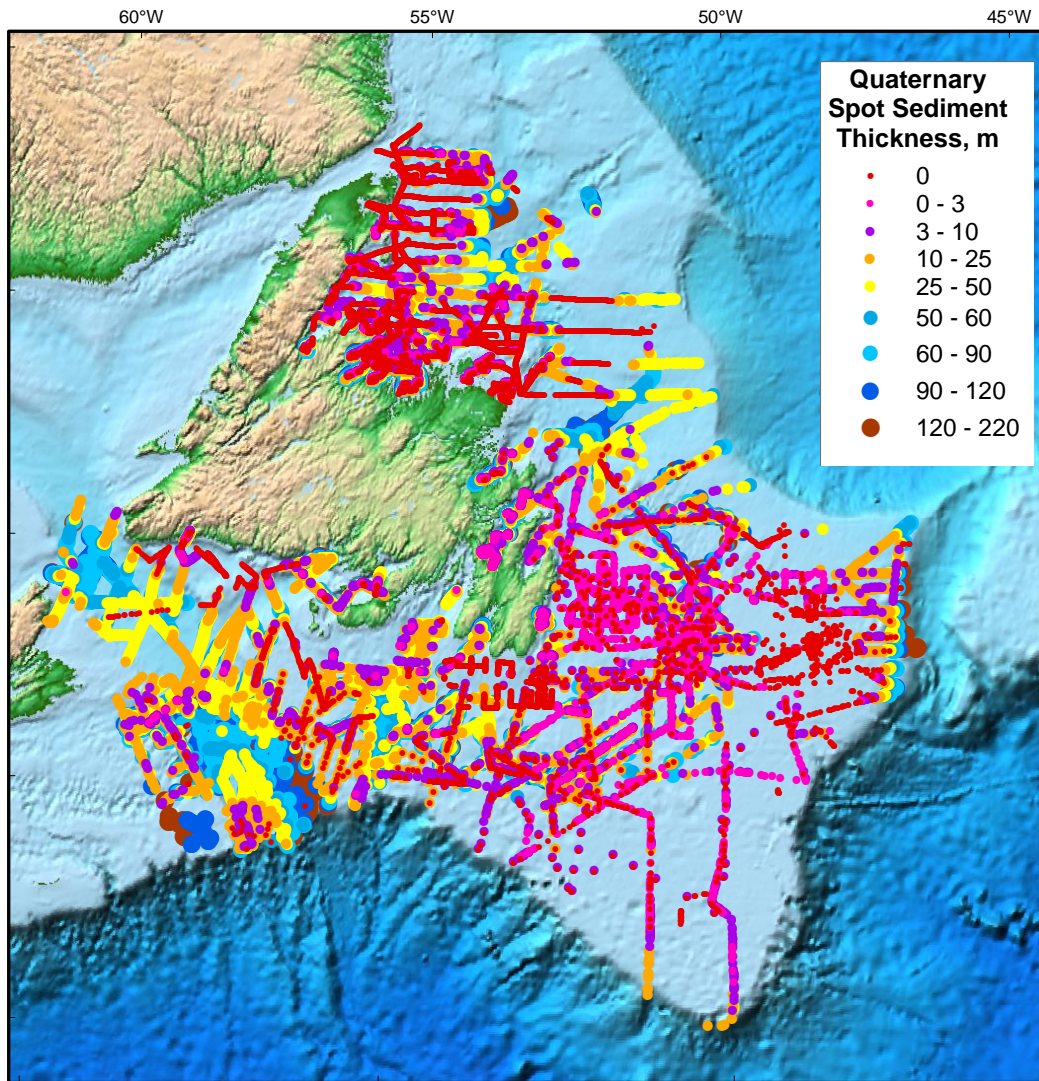 60°W 55°W 50°W 45°W
Quaternary
Spot Sediment
Thickness, m
0
0 - 3
3 - 10
10 - 25
25 - 50
50 - 60
60 - 90
90 - 120
120 - 220